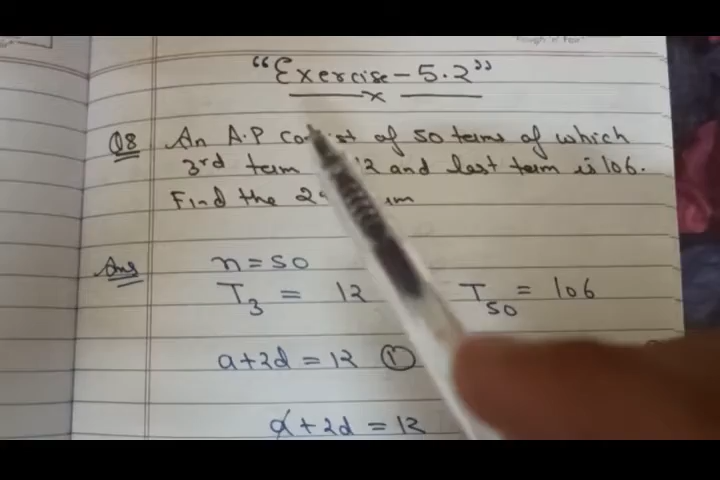 "Exercise - 5.2"
Q8 An A.P of 50 terms of which
3rd term 12 and last term is 106.
Find the
Ans n = 50
T3 = 12 T50 = 106
a+2d = 12 (1)
a + 2d = 12